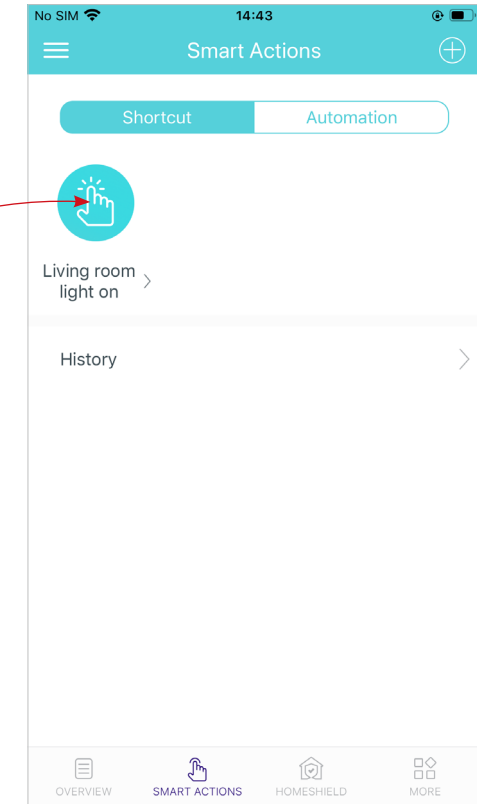 No SIM 14:43
Smart Actions
Shortcut Automation
Living room
light on
History
OVERVIEW SMART ACTIONS HOMESHIELD MORE